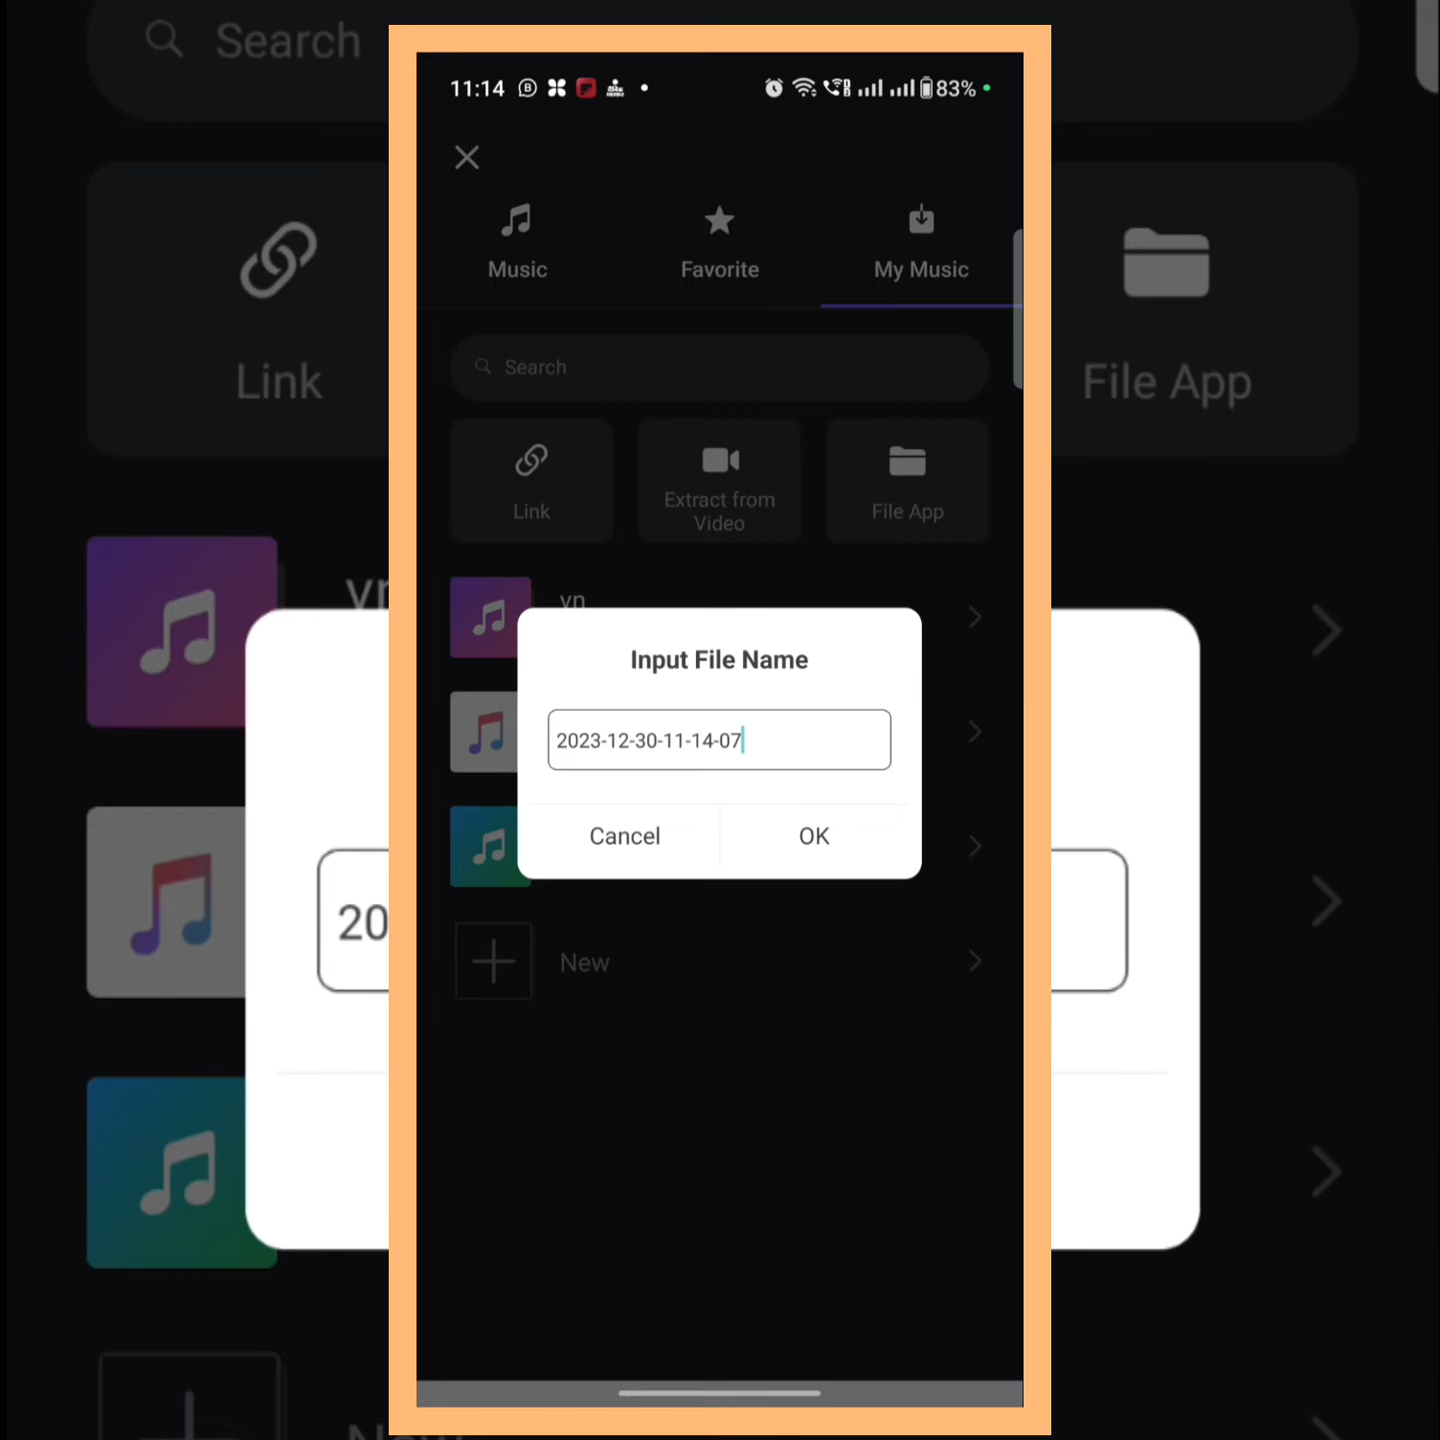 Search
11:14
83%
Music
Favorite
My Music
Search
Link
Extract from
Video
File App
Link
File App
vn
Input File Name
2023-12-30-11-14-07
20
Cancel
OK
New